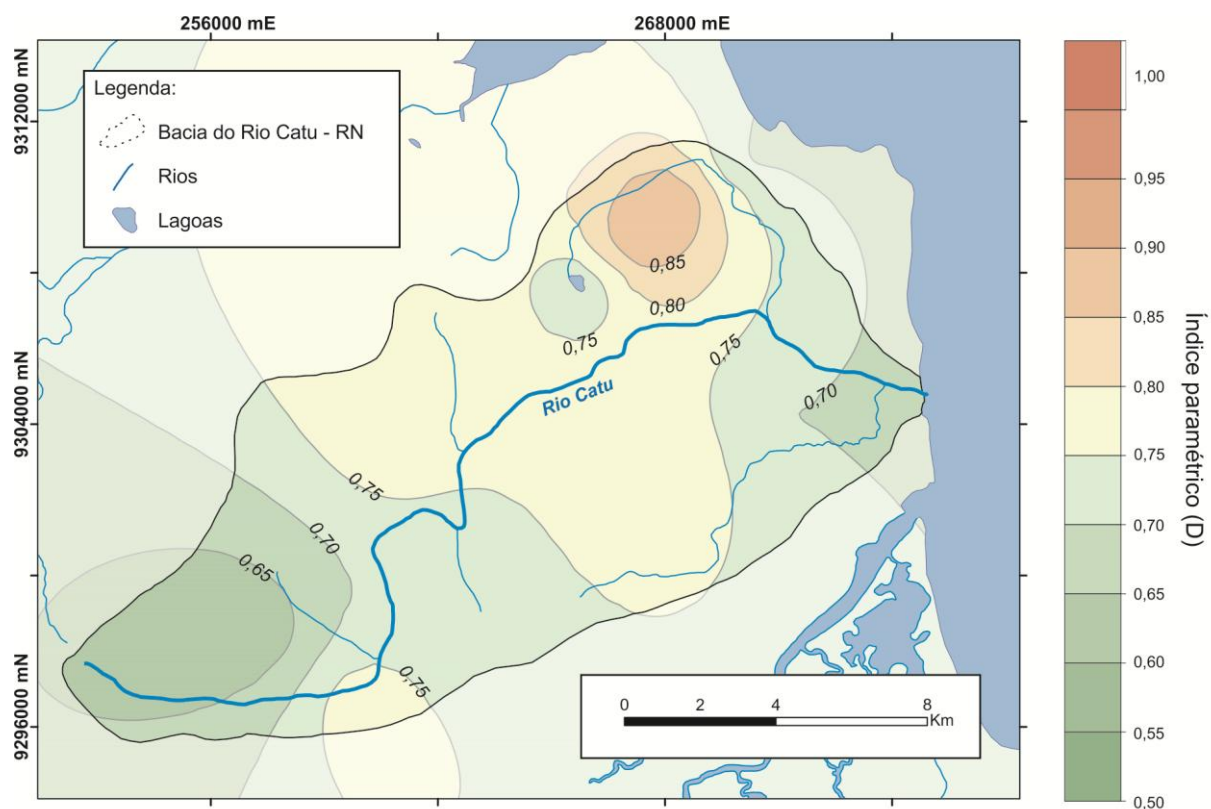 256000 mE
268000 mE
9312000 mN
9304000 mN
9296000 mN
Legenda:
Bacia do Rio Catu - RN
Rios
Lagoas
0,85
0,80
0,75
0,75
0,70
Rio Catu
0,75
0,70
0,65
0,75
0
2
4
8
Km
1,00
0,95
0,90
0,85
0,80
0,75
0,70
0,65
0,60
0,55
0.50
Índice paramétrico (D)